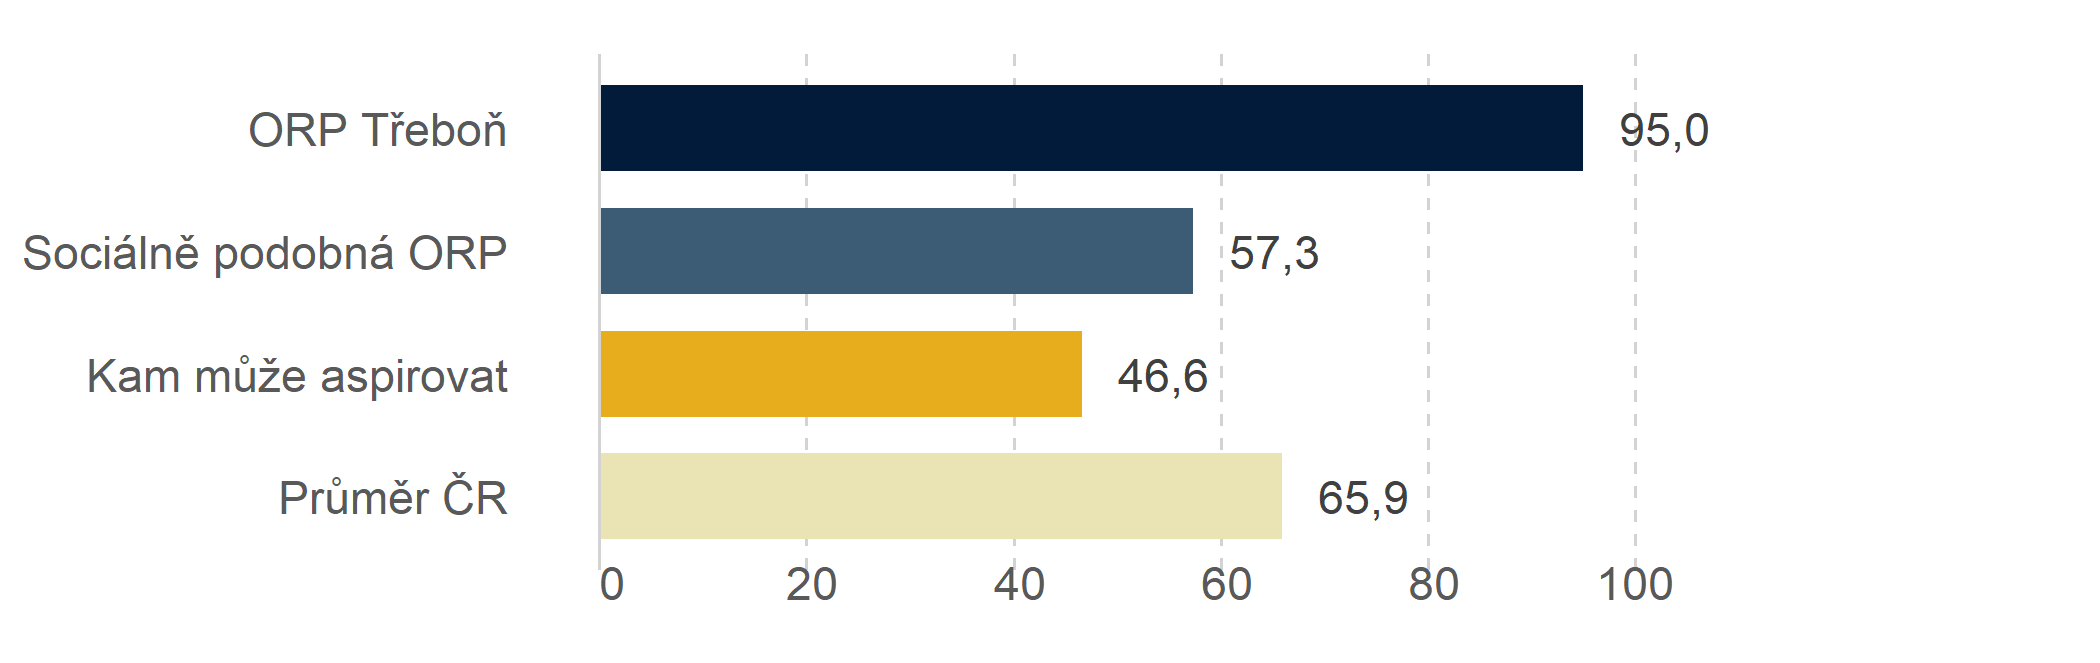 ORP Třeboň 95,0
Sociálně podobná ORP 57,3
Kam může aspirovat 46,6
Průměr ČR 65,9
0 20 40 60 80 100